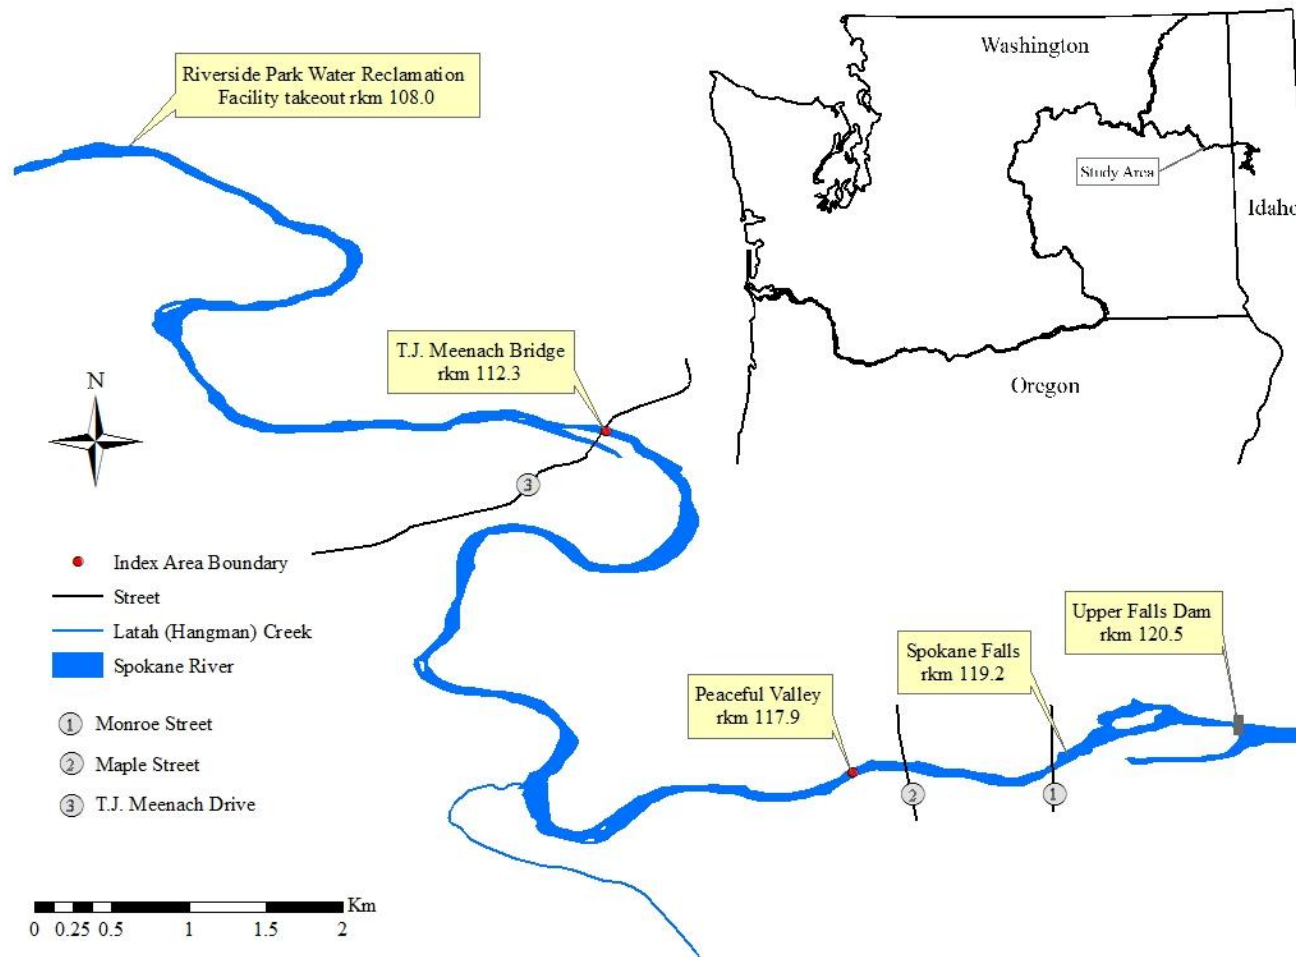 Riverside Park Water Reclamation
Facility takeout rkm 108.0
Washington
Study Area
Idaho
Oregon
T.J. Meenach Bridge
rkm 112.3
N
3
Index Area Boundary
Street
Latah (Hangman) Creek
Spokane River
1 Monroe Street
2 Maple Street
3 T.J. Meenach Drive
Upper Falls Dam
rkm 120.5
Spokane Falls
rkm 119.2
Peaceful Valley
rkm 117.9
2
1
Km
0 0.25 0.5 1 1.5 2